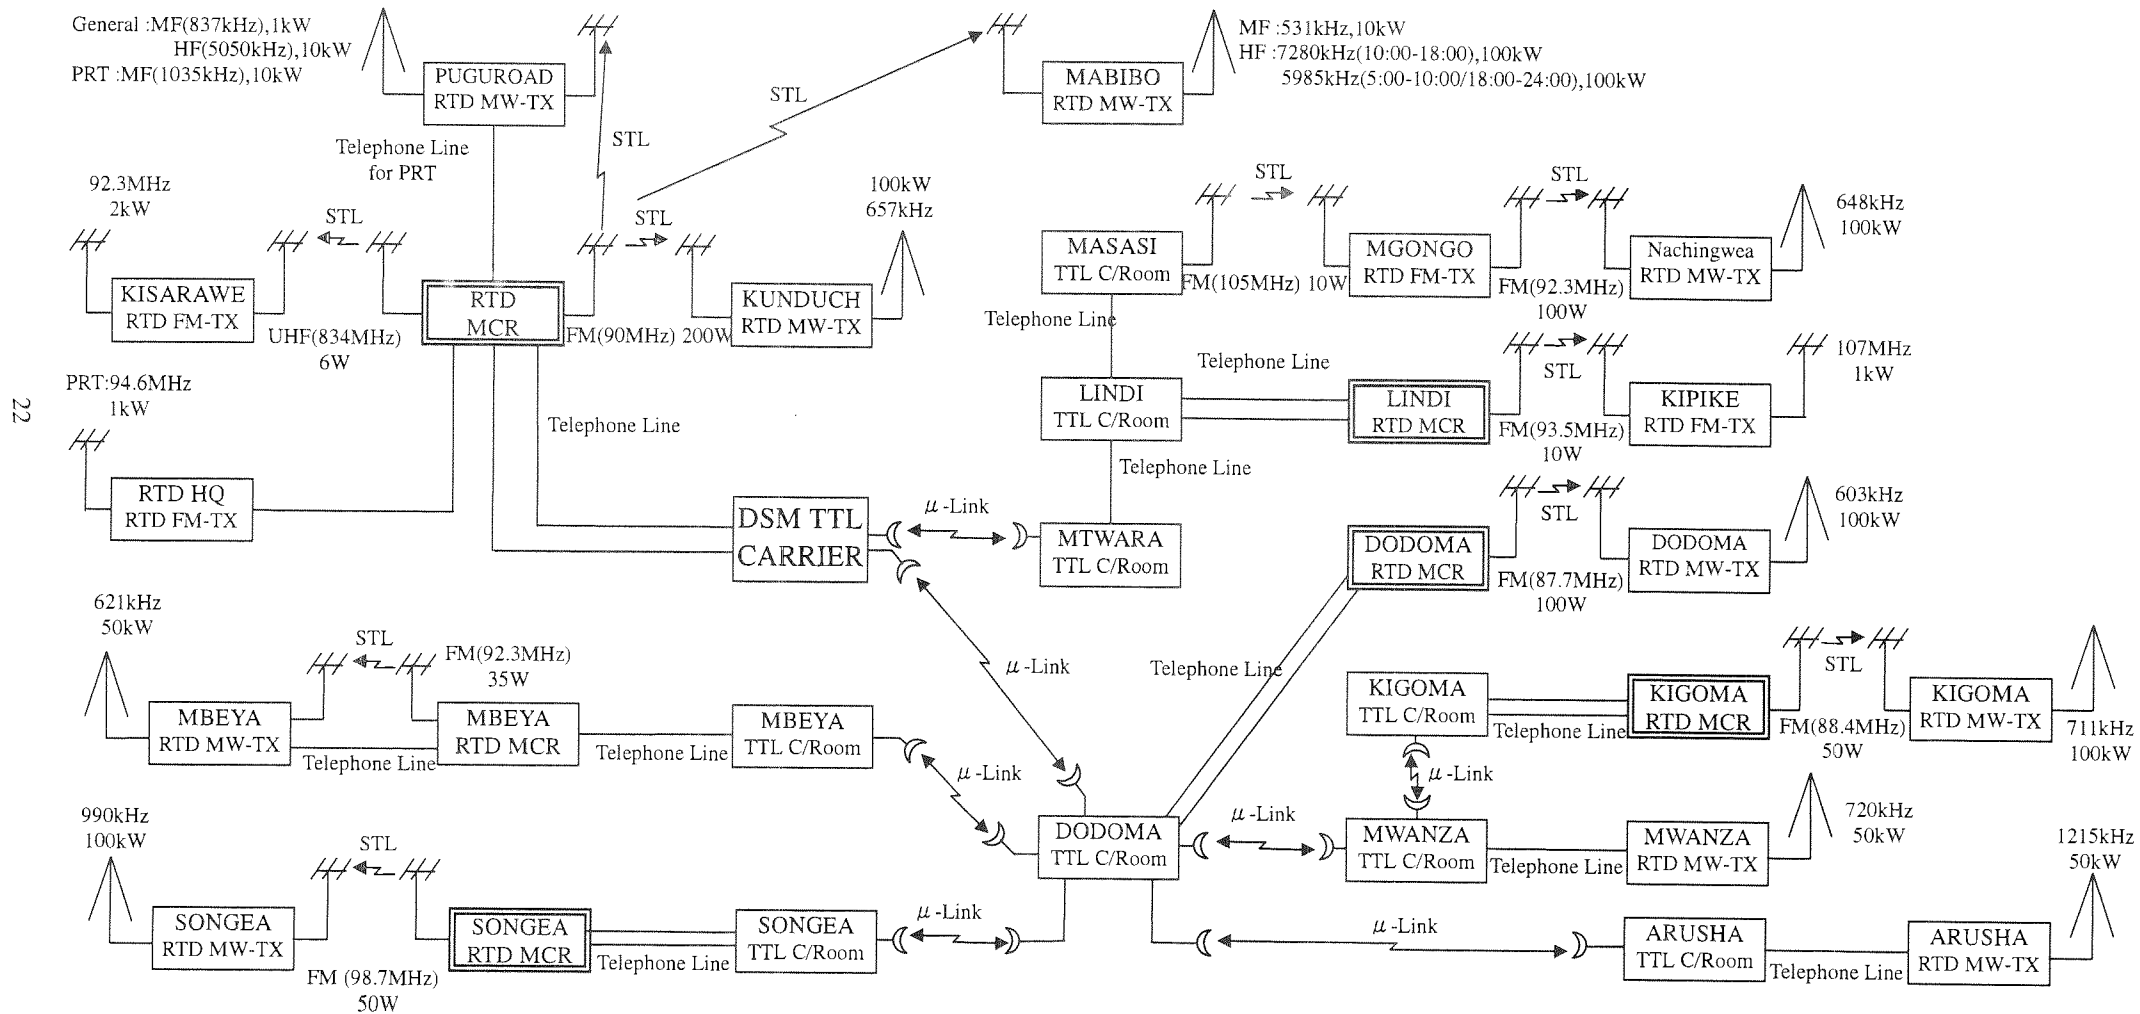 General :MF(837kHz),1kW
HF(5050kHz),10kW
PRT :MF(1035kHz),10kW
PUGUROAD
RTD MW-TX
STL
STL
MABIBO
RTD MW-TX
MF :531kHz,10kW
HF :7280kHz(10:00-18:00),100kW
5985kHz(5:00-10:00/18:00-24:00),100kW
Telephone Line
for PRT
92.3MHz
2kW
STL
KISARAWE
RTD FM-TX
UHF(834MHz)
6W
RTD
MCR
STL
FM(90MHz) 200W
100kW
657kHz
KUNDUCH
RTD MW-TX
MASASI
TTL C/Room
STL
FM(105MHz) 10W
MGONGO
RTD FM-TX
STL
FM(92.3MHz)
100W
Nachingwea
RTD MW-TX
648kHz
100kW
Telephone Line
22
PRT:94.6MHz
1kW
RTD HQ
RTD FM-TX
Telephone Line
LINDI
TTL C/Room
Telephone Line
LINDI
RTD MCR
STL
FM(93.5MHz)
10W
KIPIKE
RTD FM-TX
107MHz
1kW
Telephone Line
DSM TTL
CARRIER
μ-Link
MTWARA
TTL C/Room
DODOMA
RTD MCR
STL
FM(87.7MHz)
100W
DODOMA
RTD MW-TX
603kHz
100kW
621kHz
50kW
MBEYA
RTD MW-TX
STL
FM(92.3MHz)
35W
Telephone Line
MBEYA
RTD MCR
Telephone Line
MBEYA
TTL C/Room
μ-Link
μ-Link
Telephone Line
KIGOMA
TTL C/Room
Telephone Line
KIGOMA
RTD MCR
STL
FM(88.4MHz)
50W
KIGOMA
RTD MW-TX
711kHz
100kW
μ-Link
990kHz
100kW
SONGEA
RTD MW-TX
STL
FM (98.7MHz)
50W
SONGEA
RTD MCR
Telephone Line
SONGEA
TTL C/Room
μ-Link
DODOMA
TTL C/Room
μ-Link
MWANZA
TTL C/Room
Telephone Line
MWANZA
RTD MW-TX
720kHz
50kW
μ-Link
ARUSHA
TTL C/Room
Telephone Line
ARUSHA
RTD MW-TX
1215kHz
50kW